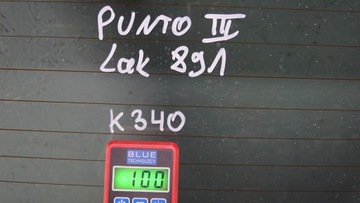 PUNTO III
Lak 891
K340
BLUE
TECHNOLOGY
100